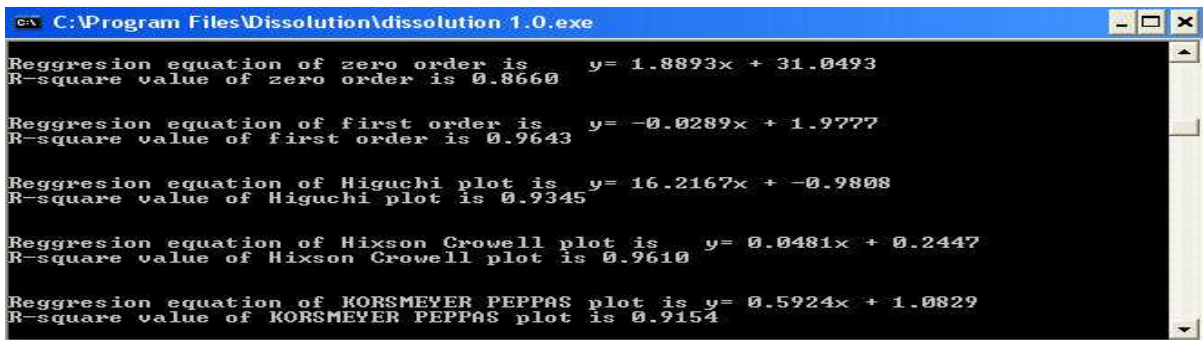 C:\Program Files\Dissolution\dissolution 1.0.exe
Reggresion equation of zero order is y= 1.8893x + 31.0493
R-square value of zero order is 0.8660
Reggresion equation of first order is y= -0.0289x + 1.9777
R-square value of first order is 0.9643
Reggresion equation of Higuchi plot is y= 16.2167x + -0.9808
R-square value of Higuchi plot is 0.9345
Reggresion equation of Hixson Crowell plot is y= 0.0481x + 0.2447
R-square value of Hixson Crowell plot is 0.9610
Reggresion equation of KORSMEYER PEPPAS plot is y= 0.5924x + 1.0829
R-square value of KORSMEYER PEPPAS plot is 0.9154